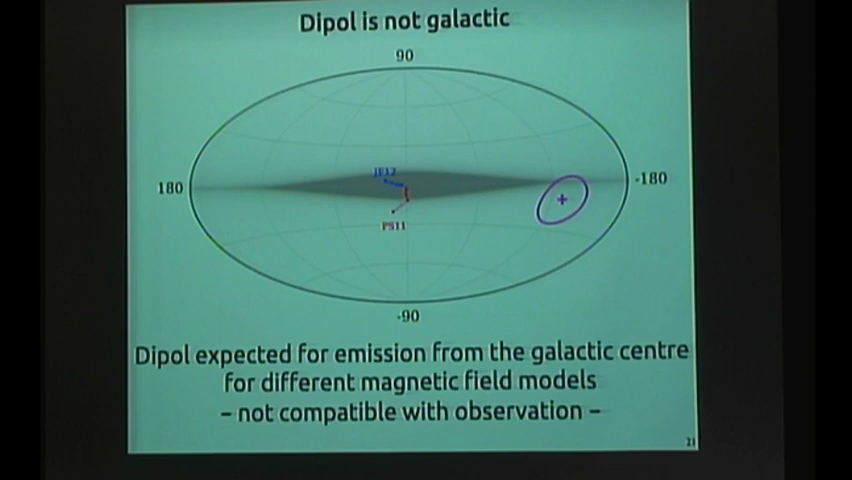 Dipol is not galactic
90
JF12
180
-180
PS11
-90
Dipol expected for emission from the galactic centre
for different magnetic field models
– not compatible with observation –
21